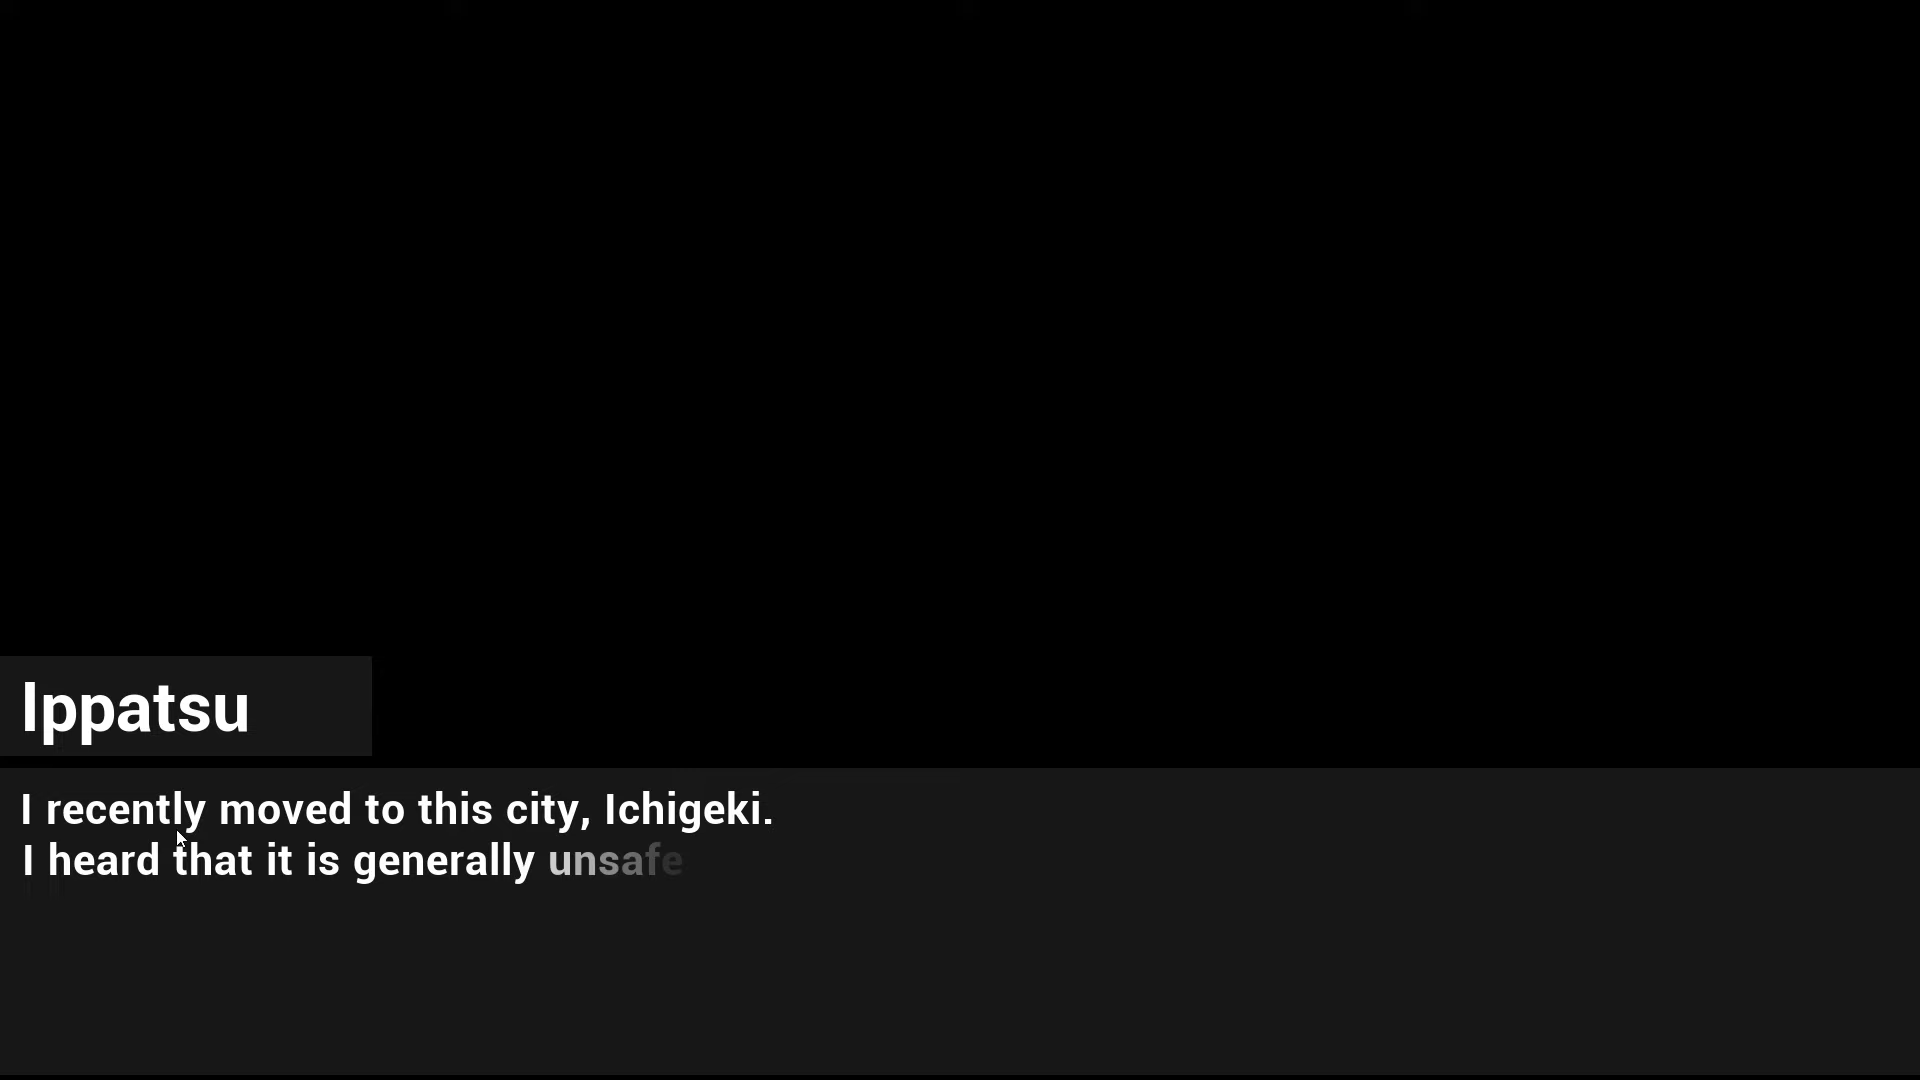 Ippatsu
I recently moved to this city, Ichigeki.
I heard that it is generally unsafe